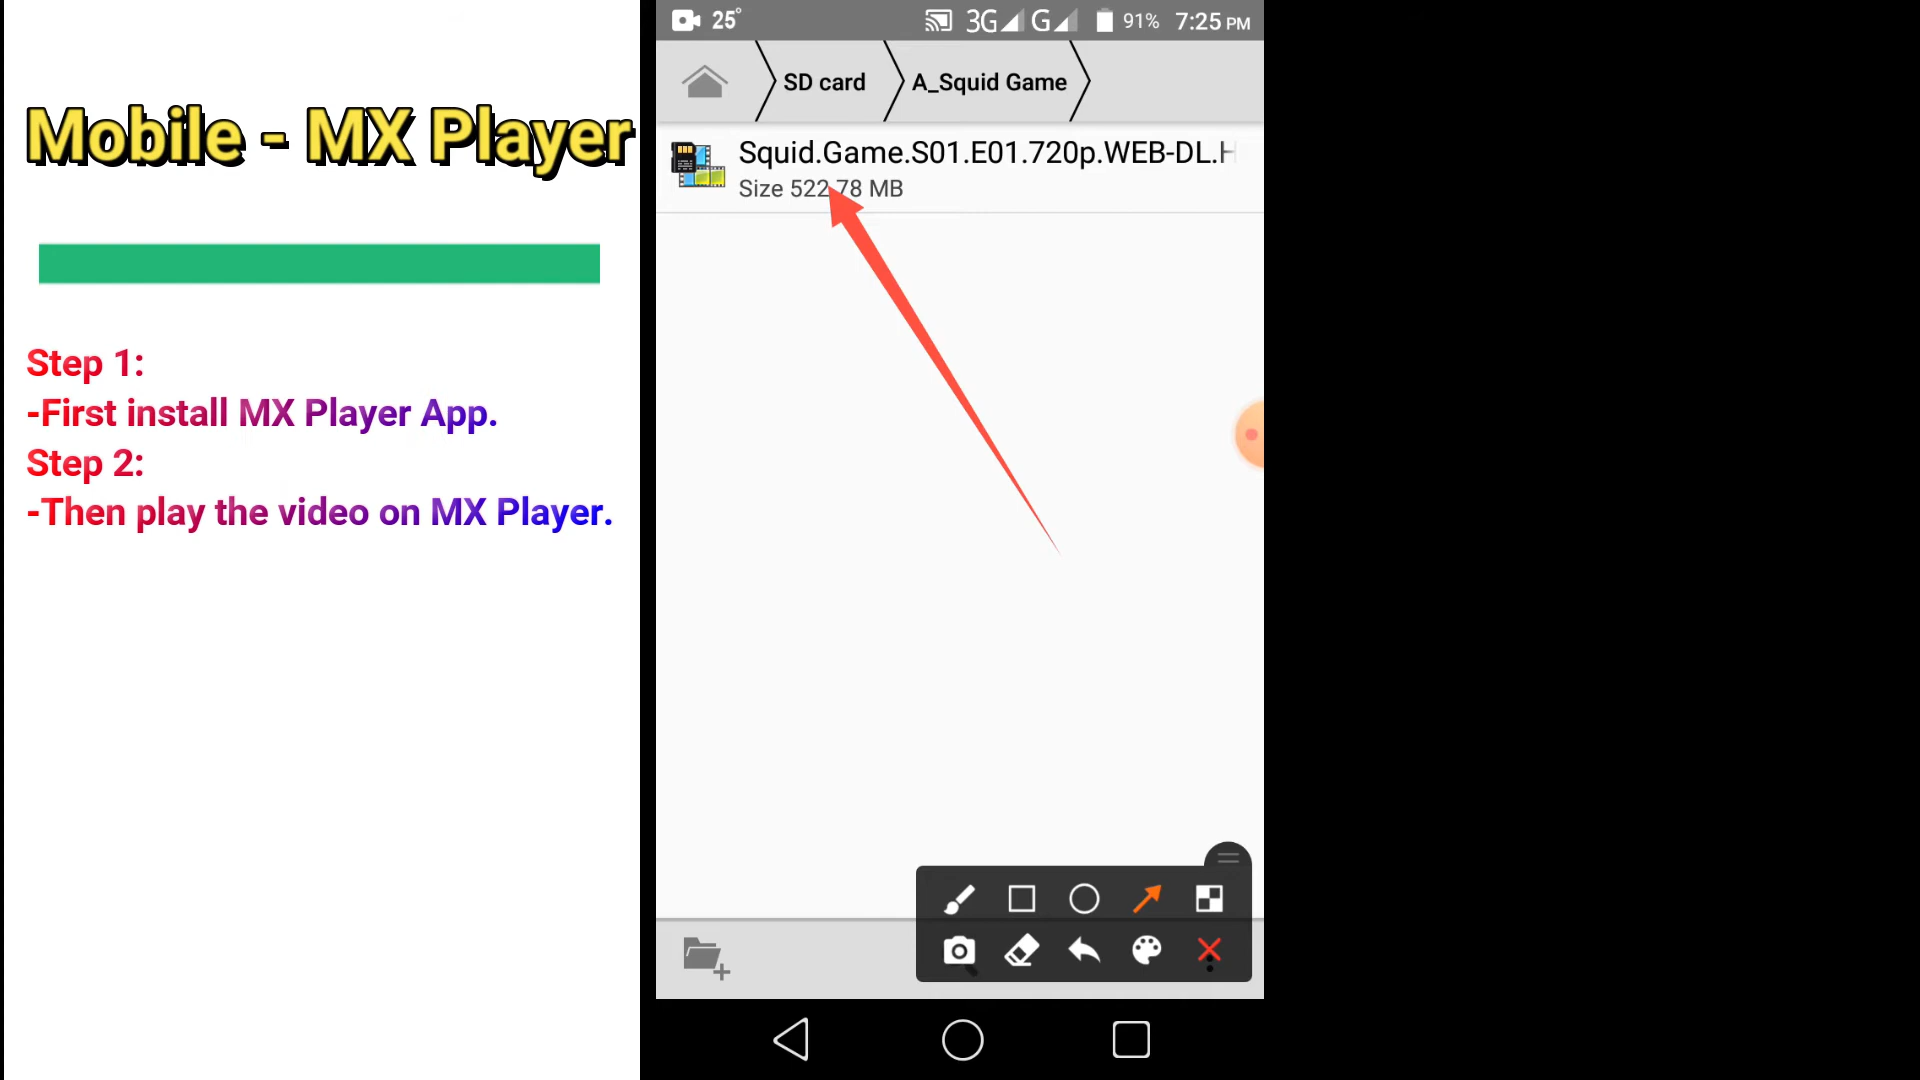 Mobile - MX Player
Step 1:
-First install MX Player App.
Step 2:
-Then play the video on MX Player.
25°
3G G 91% 7:25 PM
SD card
A_Squid Game
Squid.Game.S01.E01.720p.WEB-DL.H
Size 522.78 MB